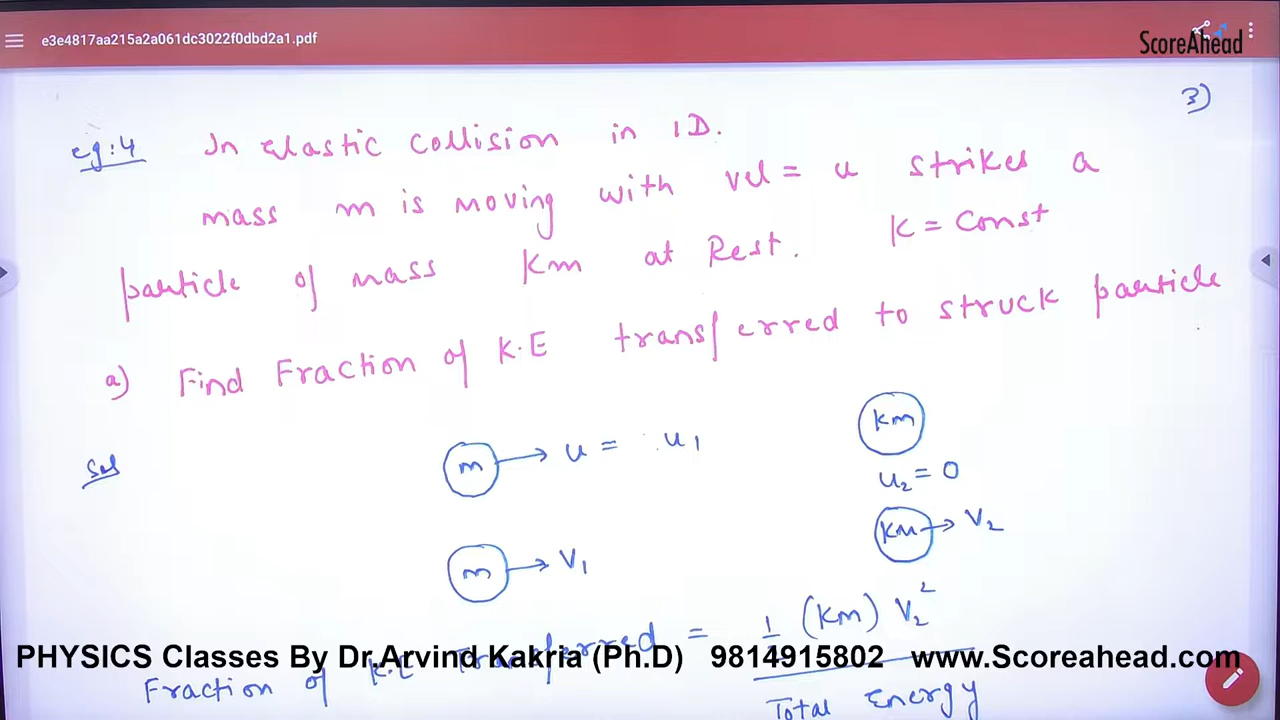 e3e4817aa215a2a061dc3022f0dbd2a1.pdf
ScoreAhead
3)
eg:4 In Elastic Collision in 1D.
mass m is moving with vel = u strikes a
particle of mass Km at Rest. K = Const
a) Find Fraction of K.E transferred to struck particle
Sol
m → u = u1
Km
u2 = 0
Km → V2
m → V1
Fraction of K.E Transferred = 1 (Km) V2²
Total Energy
PHYSICS Classes By Dr.Arvind Kakria (Ph.D) 9814915802 www.Scoreahead.com